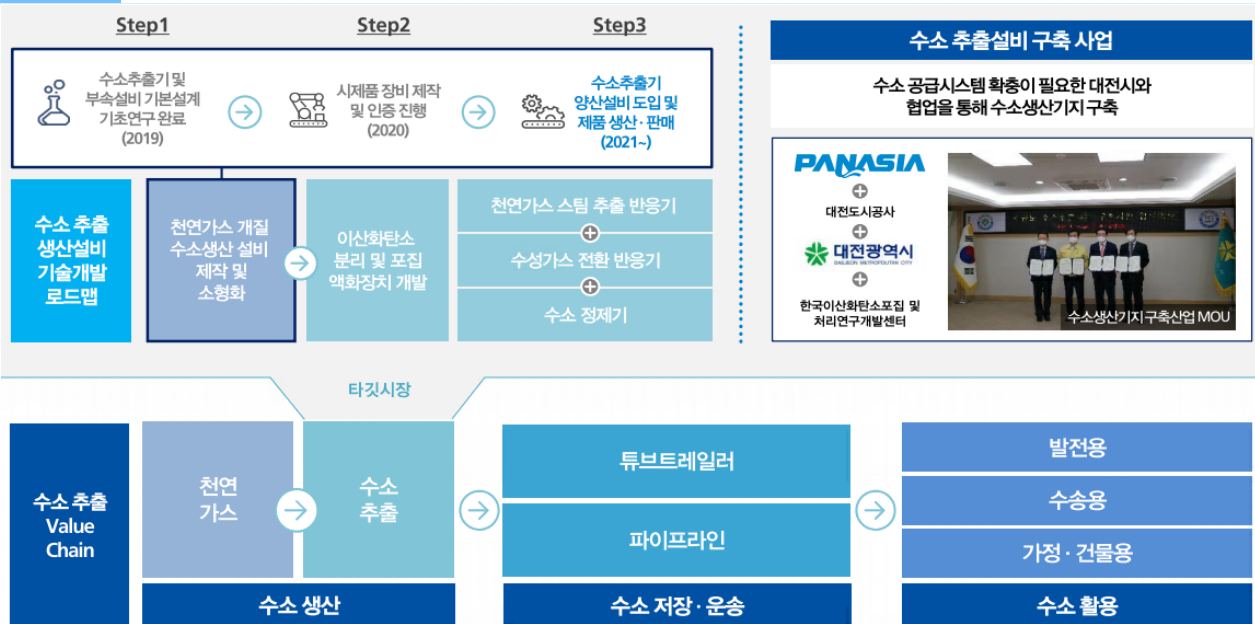 Step1
Step2
Step3
수소추출기 및
부속설비 기본설계
기초연구 완료
(2019)
시제품 장비 제작
및 인증 진행
(2020)
수소추출기
양산설비 도입 및
제품 생산·판매
(2021~)
수소 추출
생산설비
기술개발
로드맵
천연가스 개질
수소생산 설비
제작 및
소형화
이산화탄소
분리 및 포집
액화장치 개발
천연가스 스팀 추출 반응기
수성가스 전환 반응기
수소 정제기
수소 추출설비 구축 사업
수소 공급시스템 확충이 필요한 대전시와
협업을 통해 수소생산기지 구축
PANASIA
대전도시공사
대전광역시
DAEJEON METROPOLITAN CITY
한국이산화탄소포집 및
처리연구개발센터
수소생산기지 구축산업 MOU
타깃시장
수소 추출
Value
Chain
천연
가스
수소
추출
수소 생산
튜브트레일러
파이프라인
수소 저장·운송
발전용
수송용
가정·건물용
수소 활용